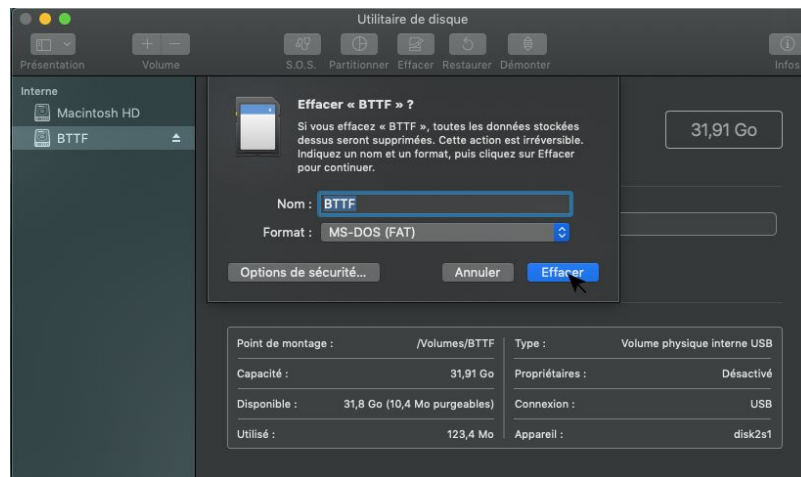 Utilitaire de disque
Présentation Volume S.O.S. Partitionner Effacer Restaurer Démonter Infos
Interne
Macintosh HD
BTTF
Effacer « BTTF » ?
Si vous effacez « BTTF », toutes les données stockées
dessus seront supprimées. Cette action est irréversible.
Indiquez un nom et un format, puis cliquez sur Effacer
pour continuer.
Nom : BTTF
Format : MS-DOS (FAT)
Options de sécurité... Annuler Effacer
31,91 Go
Point de montage : /Volumes/BTTF Type : Volume physique interne USB
Capacité : 31,91 Go Propriétaires : Désactivé
Disponible : 31,8 Go (10,4 Mo purgeables) Connexion : USB
Utilisé : 123,4 Mo Appareil : disk2s1